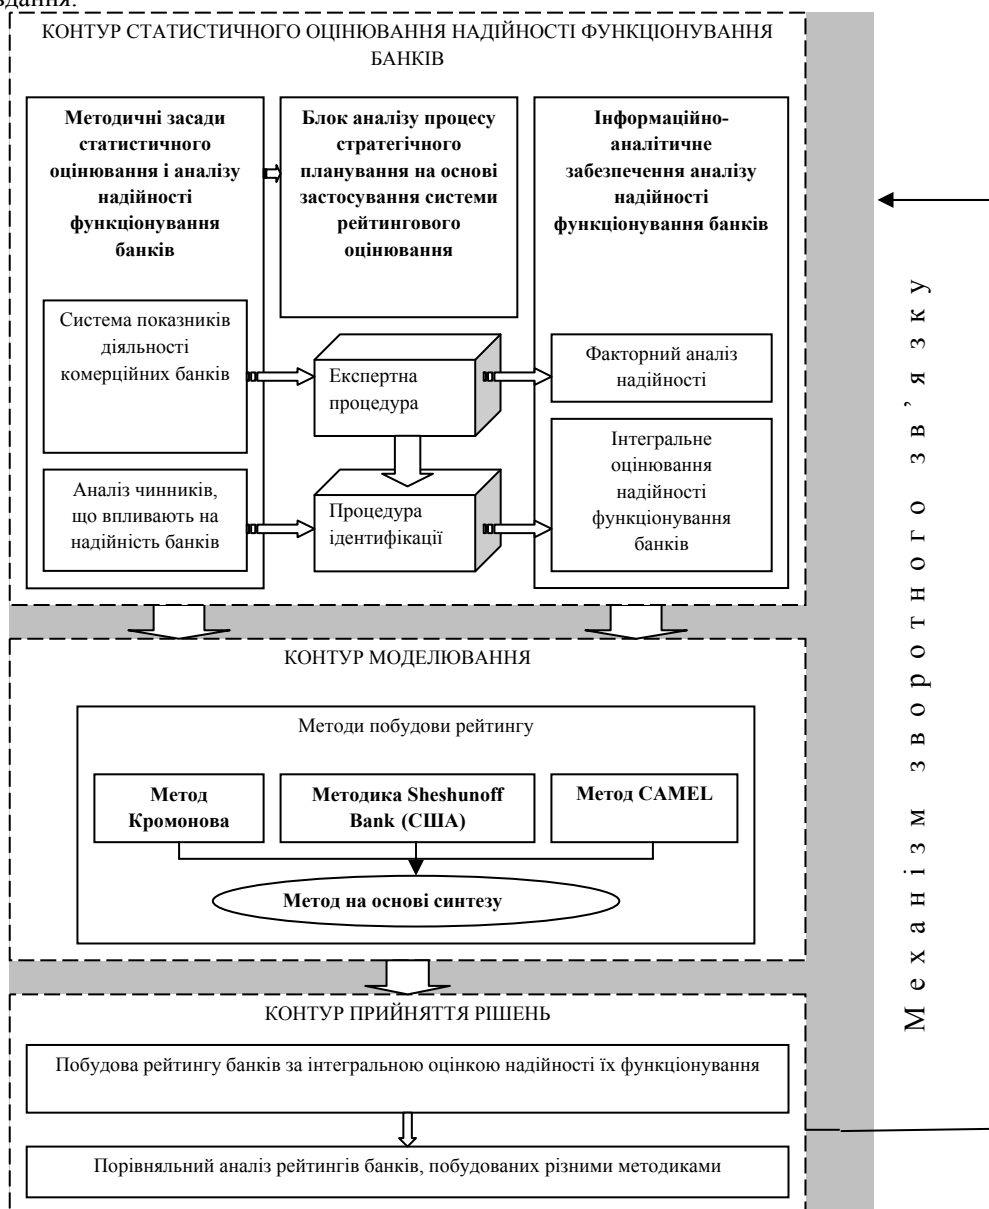 вдання.
КОНТУР СТАТИСТИЧНОГО ОЦІНЮВАННЯ НАДІЙНОСТІ ФУНКЦІОНУВАННЯ
БАНКІВ
Методичні засади
статистичного
оцінювання і аналізу
надійності
функціонування
банків
Блок аналізу процесу
стратегічного
планування на основі
застосування системи
рейтингового
оцінювання
Інформаційно-
аналітичне
забезпечення аналізу
надійності
функціонування банків
Система показників
діяльності
комерційних банків
Експертна
процедура
Факторний аналіз
надійності
Аналіз чинників,
що впливають на
надійність банків
Процедура
ідентифікації
Інтегральне
оцінювання
надійності
функціонування
банків
КОНТУР МОДЕЛЮВАННЯ
Методи побудови рейтингу
Метод
Кромонова
Методика Sheshunoff
Bank (США)
Метод CAMEL
Метод на основі синтезу
КОНТУР ПРИЙНЯТТЯ РІШЕНЬ
Побудова рейтингу банків за інтегральною оцінкою надійності їх функціонування
Порівняльний аналіз рейтингів банків, побудованих різними методиками
Механізм зворотного зв’язку